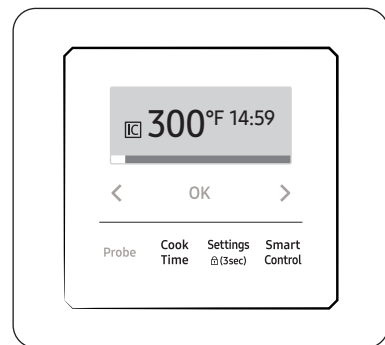 IC 300°F 14:59
< OK >
Probe Cook Time Settings (3sec) Smart Control